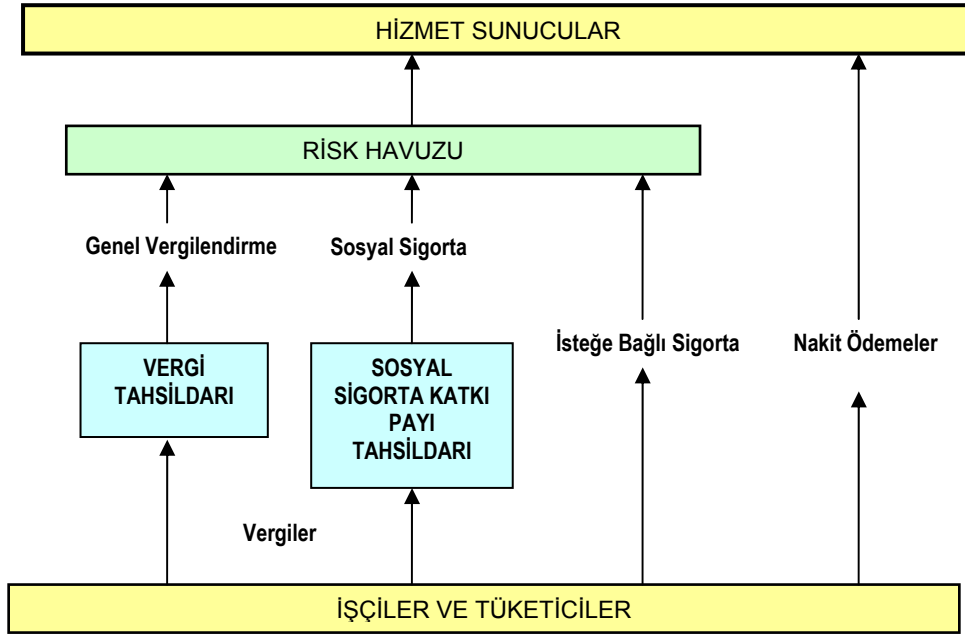 HİZMET SUNUCULAR
RİSK HAVUZU
Genel Vergilendirme
Sosyal Sigorta
İsteğe Bağlı Sigorta
Nakit Ödemeler
VERGİ
TAHSİLDARI
SOSYAL
SİGORTA KATKI
PAYI
TAHSİLDARI
Vergiler
İŞÇİLER VE TÜKETİCİLER